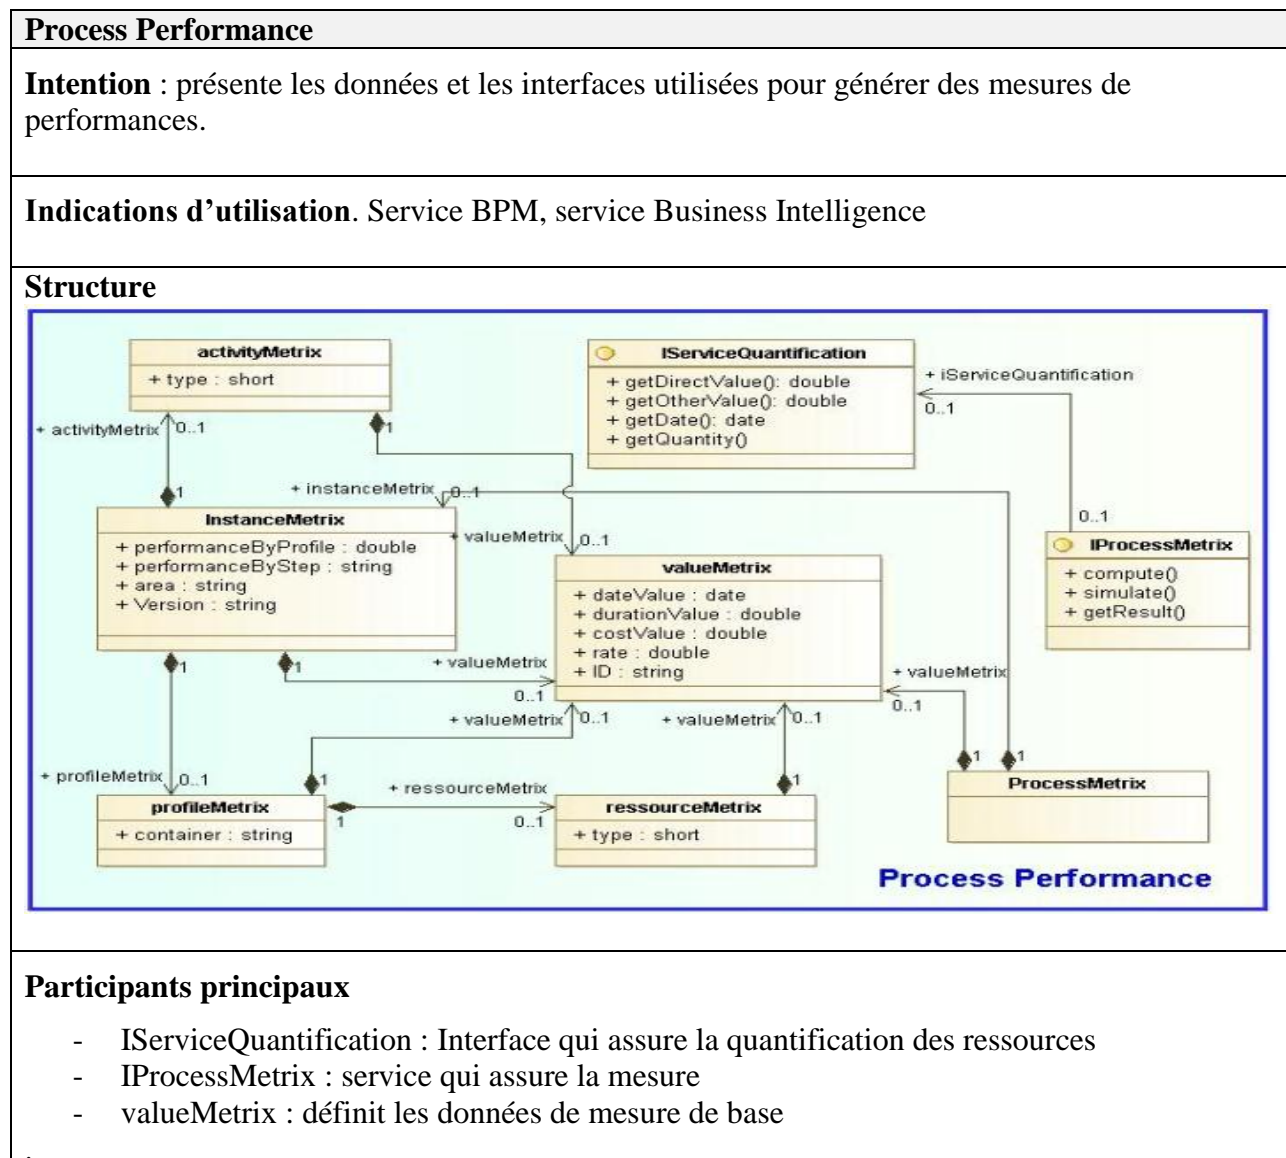 Process Performance
Intention : présente les données et les interfaces utilisées pour générer des mesures de
performances.
Indications d'utilisation. Service BPM, service Business Intelligence
Structure
activityMetrix
+ type : short
IServiceQuantification
+ getDirectValue(): double
+ getOtherValue(): double
+ getDate(): date
+ getQuantity()
+ iServiceQuantification
0..1
+ activityMetrix
0..1
1
1
+ instanceMetrix
0..1
InstanceMetrix
+ performanceByProfile : double
+ performanceByStep : string
+ area : string
+ Version : string
+ valueMetrix
0..1
0..1
IProcessMetrix
+ compute()
+ simulate()
+ getResult()
valueMetrix
+ dateValue : date
+ durationValue : double
+ costValue : double
+ rate : double
+ ID : string
1
1
+ valueMetrix
0..1
+ valueMetrix
0..1
+ valueMetrix
0..1
+ valueMetrix
0..1
1
1
+ profileMetrix
0..1
1
1
profileMetrix
+ container : string
1
+ ressourceMetrix
0..1
ressourceMetrix
+ type : short
ProcessMetrix
Process Performance
Participants principaux
- IServiceQuantification : Interface qui assure la quantification des ressources
- IProcessMetrix : service qui assure la mesure
- valueMetrix : définit les données de mesure de base